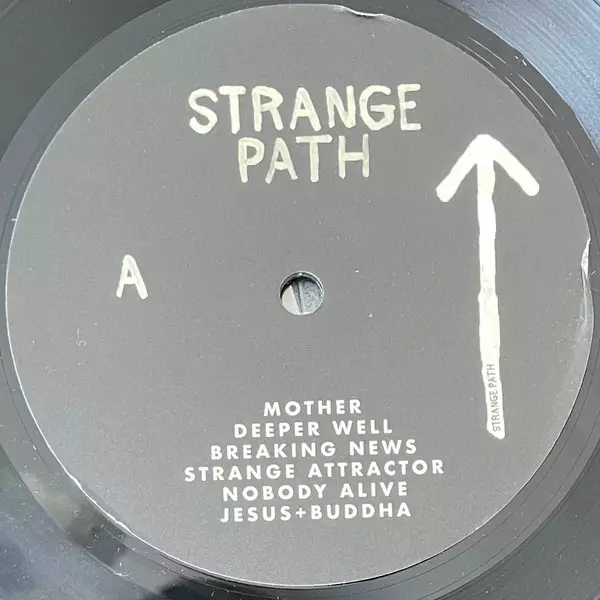 STRANGE
PATH
A
STRANGE PATH
MOTHER
DEEPER WELL
BREAKING NEWS
STRANGE ATTRACTOR
NOBODY ALIVE
JESUS+BUDDHA